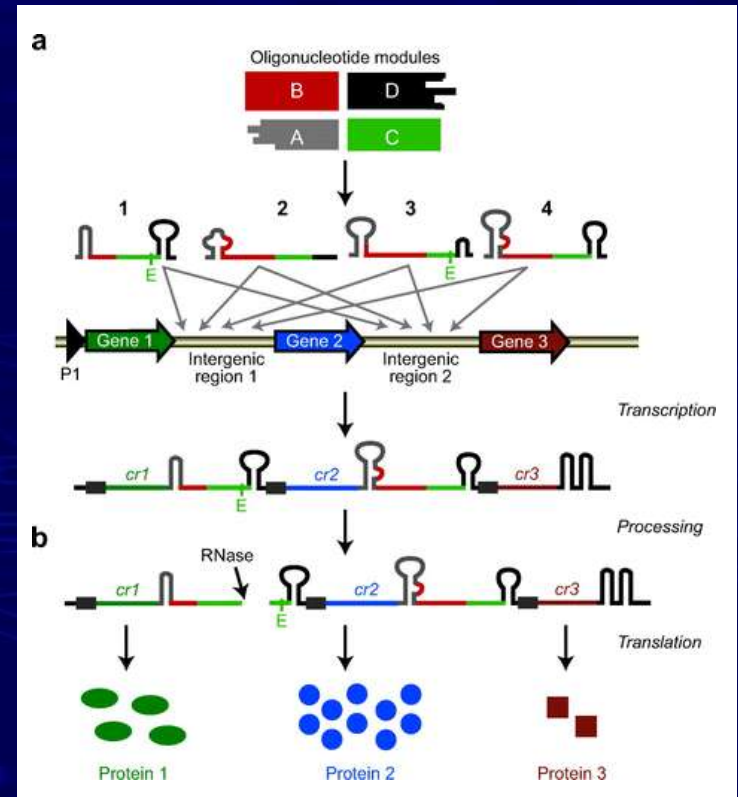 a
Oligonucleotide modules
B
D
A
C
1
2
3
4
E
E
Gene 1
Gene 2
Gene 3
P1
Intergenic
region 1
Intergenic
region 2
Transcription
cr1
cr2
cr3
E
Processing
b
RNase
cr1
cr2
cr3
E
Translation
Protein 1
Protein 2
Protein 3